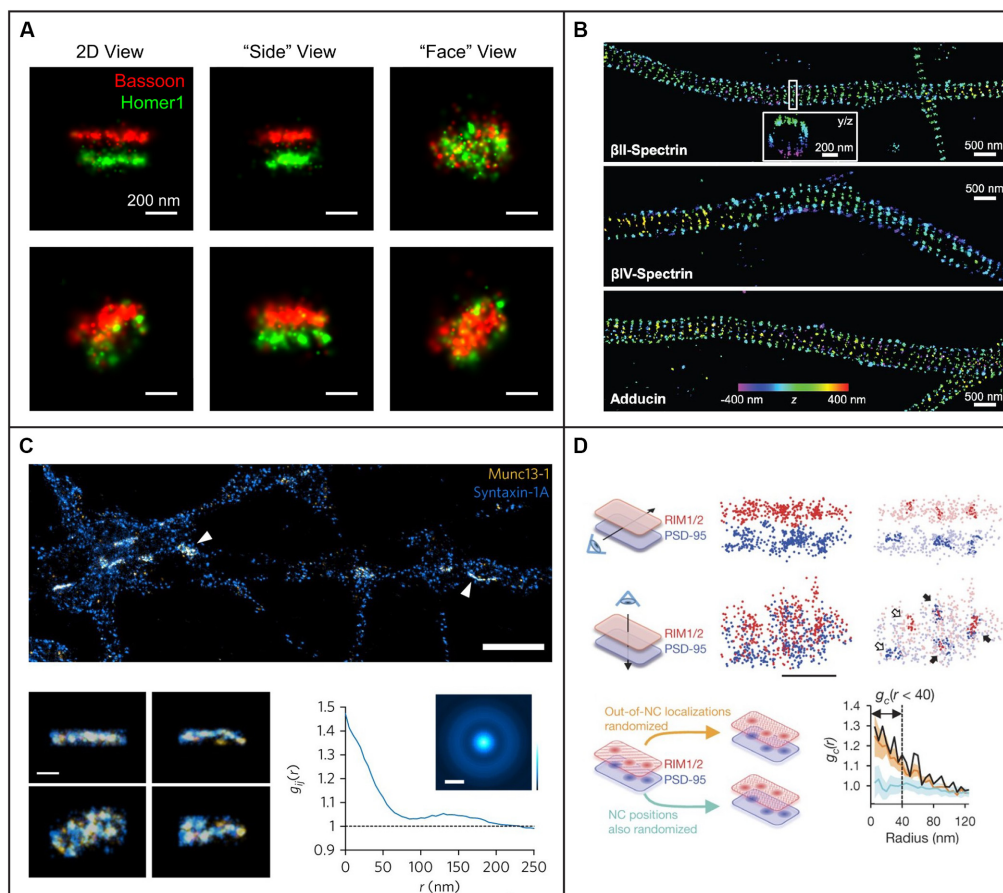 A
2D View
"Side" View
"Face" View
Bassoon
Homer1
200 nm
B
y/z
200 nm
βII-Spectrin
500 nm
500 nm
βIV-Spectrin
-400 nm
z
400 nm
Adducin
500 nm
C
Munc13-1
Syntaxin-1A
1.5
1.4
1.3
1.2
1.1
1
0.9
g_ij(r)
0
50
100
150
200
250
r (nm)
D
RIM1/2
PSD-95
RIM1/2
PSD-95
Out-of-NC localizations
randomized
RIM1/2
PSD-95
NC positions
also randomized
g_c(r < 40)
g_c(r)
1.4
1.3
1.2
1.1
1.0
0
40
80
120
Radius (nm)